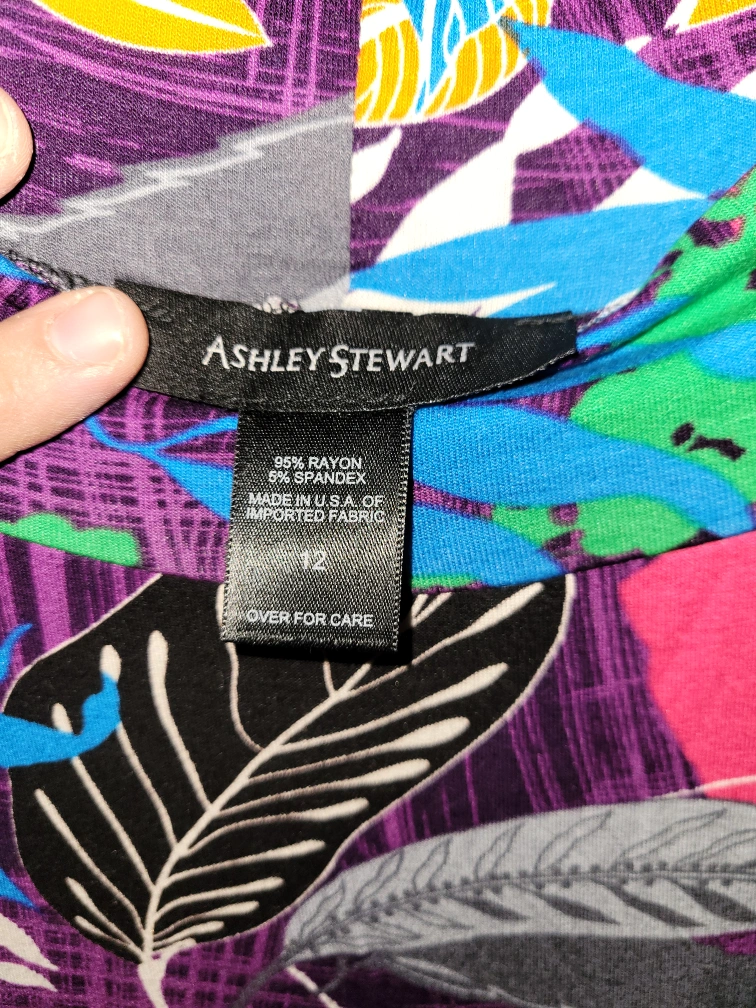 ASHLEY STEWART
95% RAYON
5% SPANDEX
MADE IN U.S.A. OF
IMPORTED FABRIC
12
OVER FOR CARE